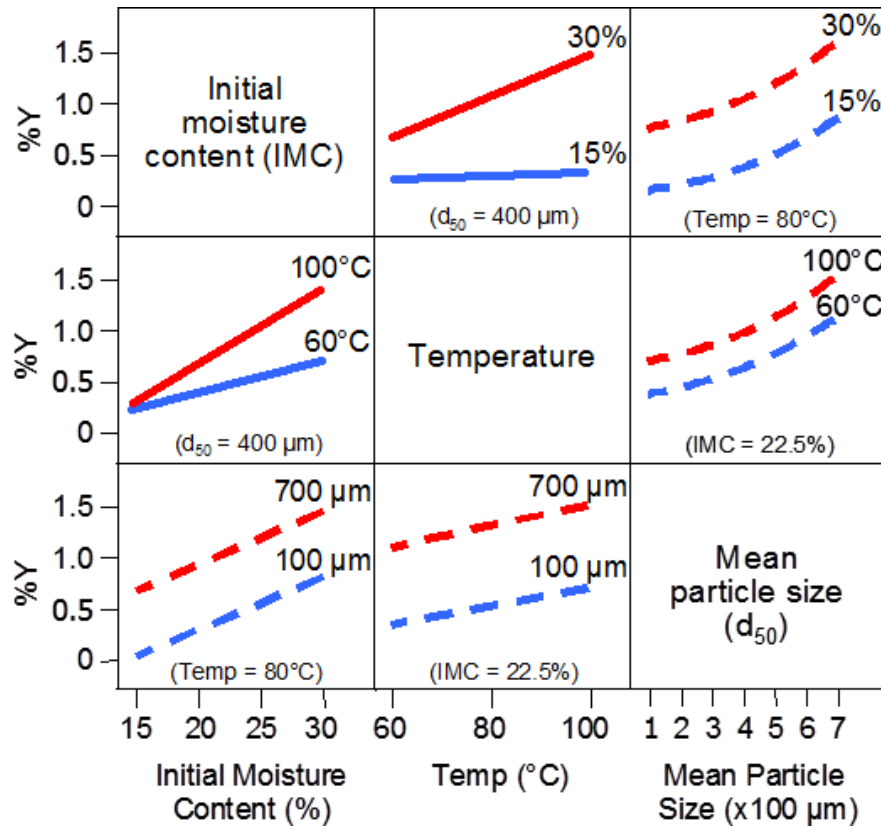 %Y
1.5
1.0
0.5
0
Initial
moisture
content (IMC)
30%
15%
(d50 = 400 µm)
30%
15%
(Temp = 80°C)
%Y
1.5
1.0
0.5
0
100°C
60°C
(d50 = 400 µm)
Temperature
100°C
60°C
(IMC = 22.5%)
%Y
1.5
1.0
0.5
0
700 µm
100 µm
(Temp = 80°C)
700 µm
100 µm
(IMC = 22.5%)
Mean
particle size
(d50)
15 20 25 30
60 80 100
1 2 3 4 5 6 7
Initial Moisture
Content (%)
Temp (°C)
Mean Particle
Size (x100 µm)